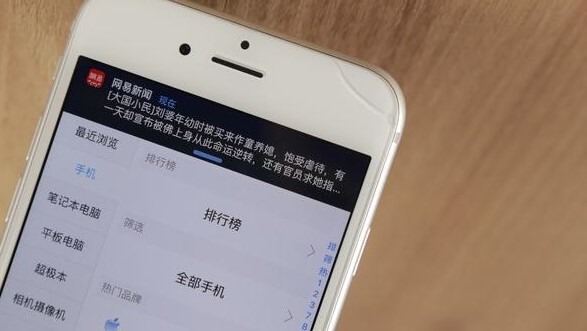 网易
网易新闻 现在
[大国小民]刘婆年幼时被买来作童养媳，饱受虐待，有
一天却宣布被佛上身从此命运逆转，还有官员求她指...
最近浏览
排行榜
手机
排行榜
笔记本电脑
筛选
平板电脑
全部手机
超极本
热门品牌
相机摄像机
排
筛
热
1
2
3
7
8